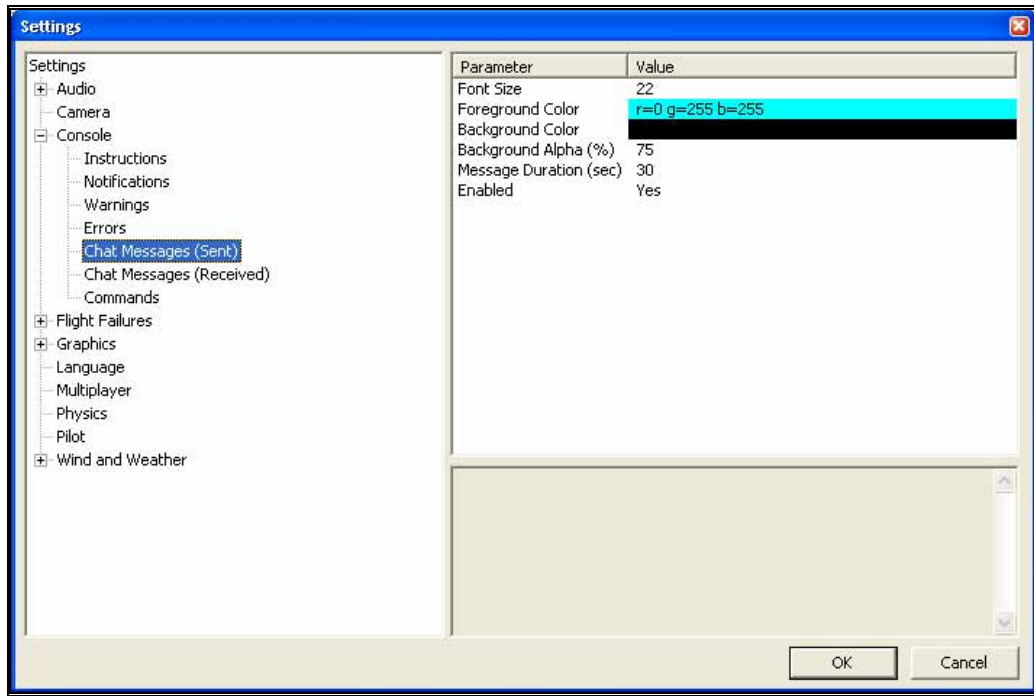 Settings
Settings
Audio
Camera
Console
Instructions
Notifications
Warnings
Errors
Chat Messages (Sent)
Chat Messages (Received)
Commands
Flight Failures
Graphics
Language
Multiplayer
Physics
Pilot
Wind and Weather
Parameter Value
Font Size 22
Foreground Color r=0 g=255 b=255
Background Color
Background Alpha (%) 75
Message Duration (sec) 30
Enabled Yes
OK Cancel